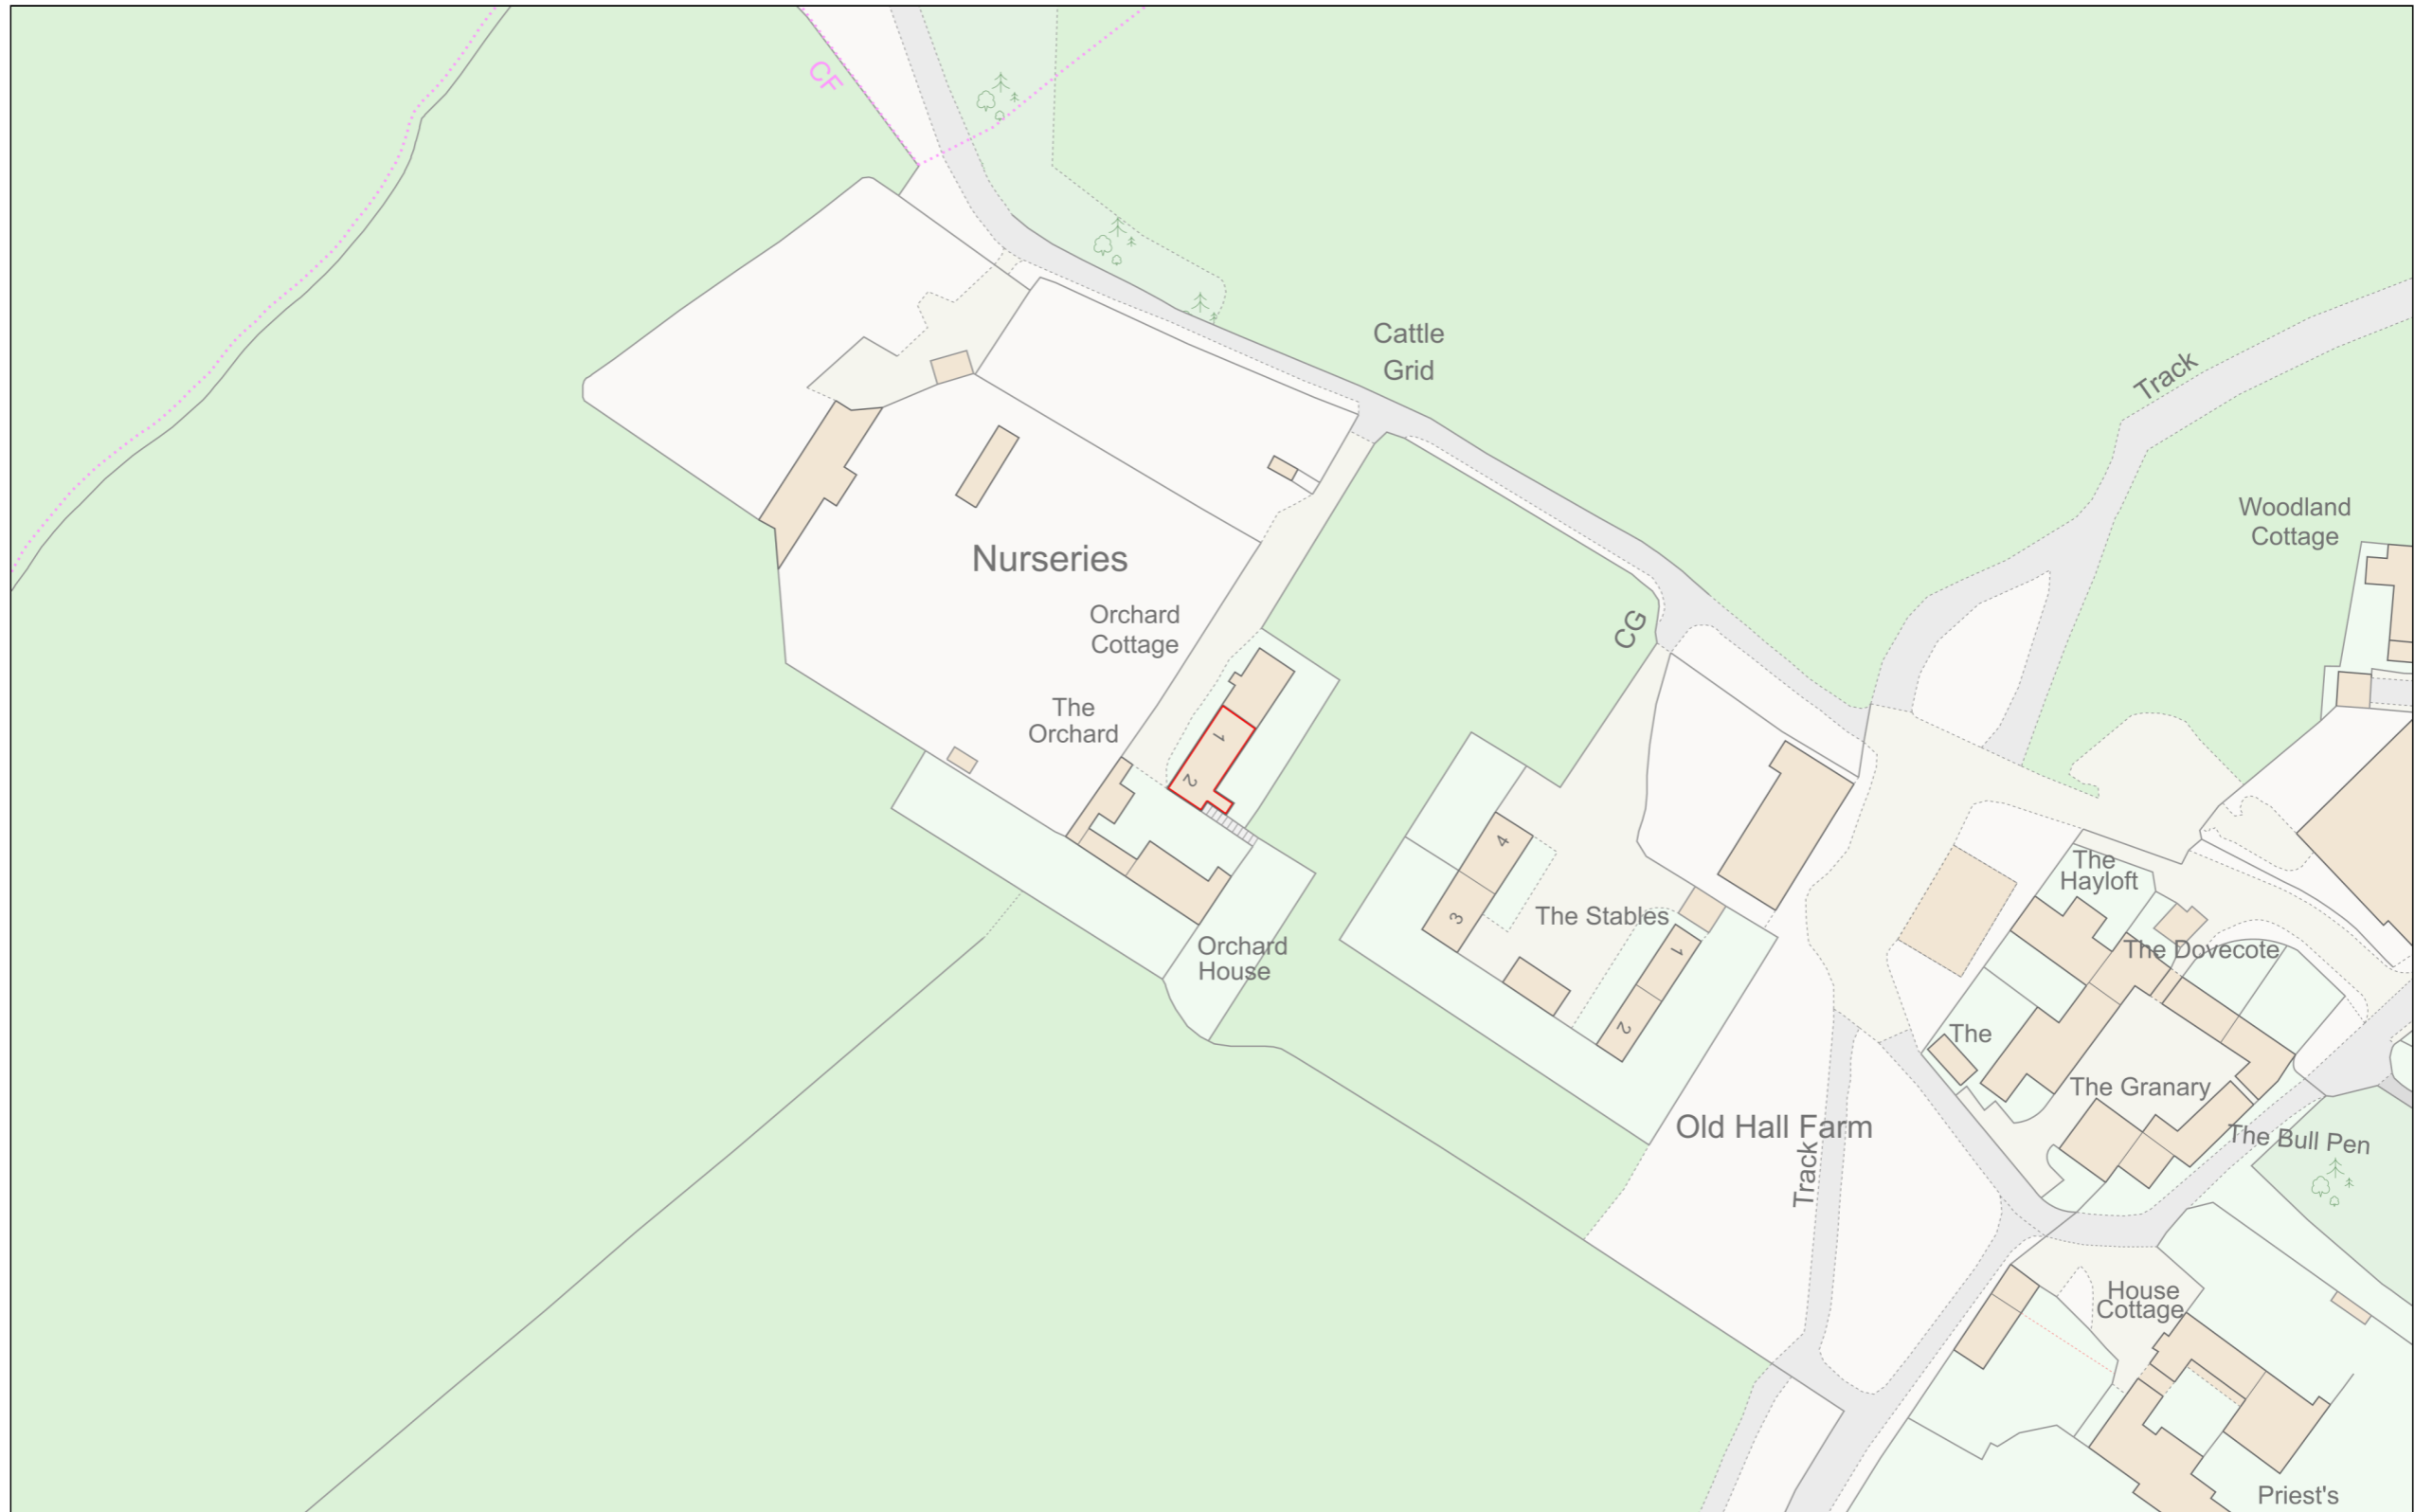 CF
Cattle
Grid
Track
Woodland
Cottage
Nurseries
Orchard
Cottage
CG
The
Orchard
1
2
4
3
The Stables
1
2
The
Hayloft
The Dovecote
Orchard
House
The
The Granary
Old Hall Farm
Track
The Bull Pen
House
Cottage
Priest's